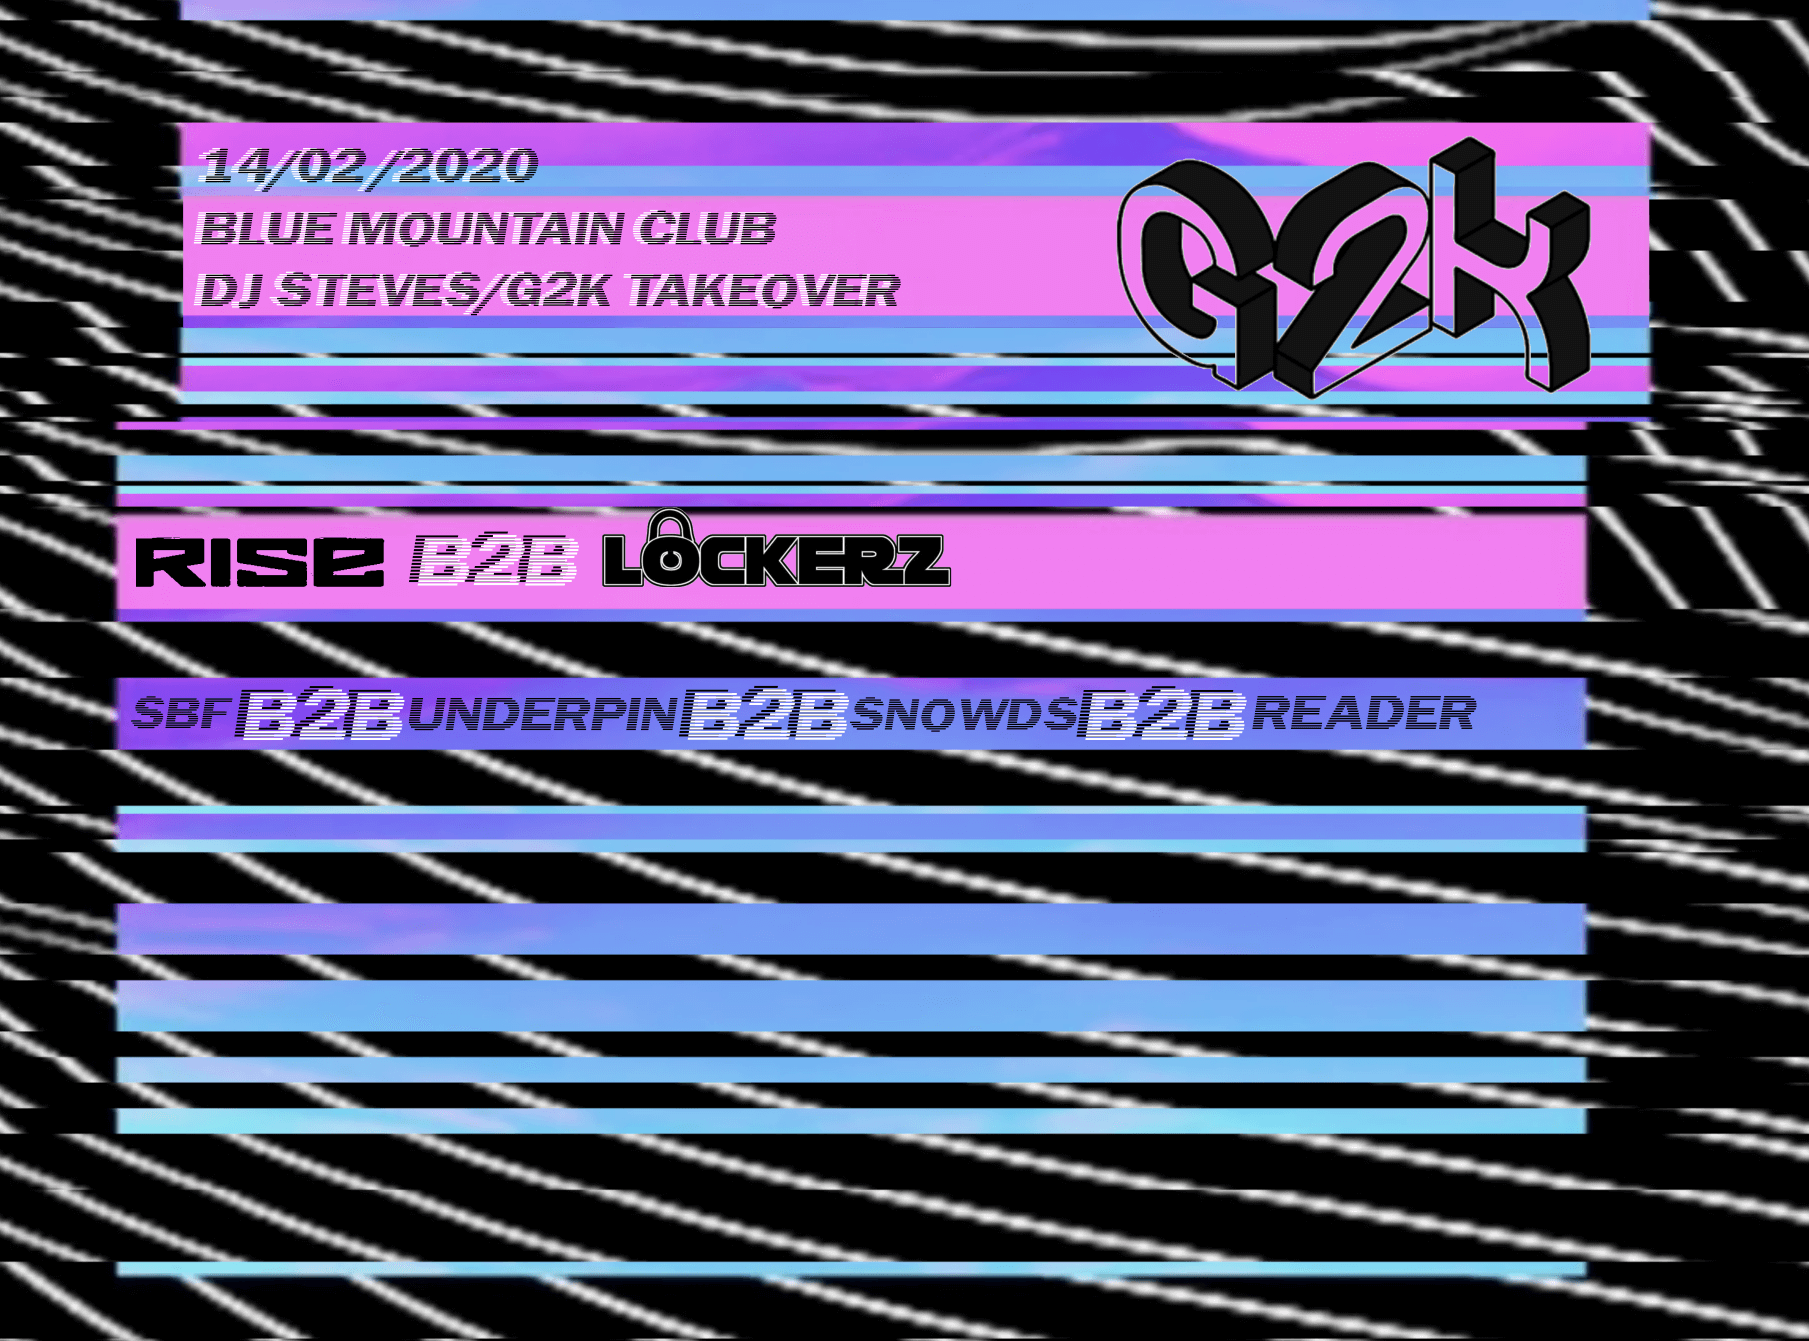 14/02/2020
BLUE MOUNTAIN CLUB
DJ STEVES/G2K TAKEOVER
G2K
RISE B2B LOCKERZ
SBF B2B UNDERPIN B2B SNOWDS B2B READER